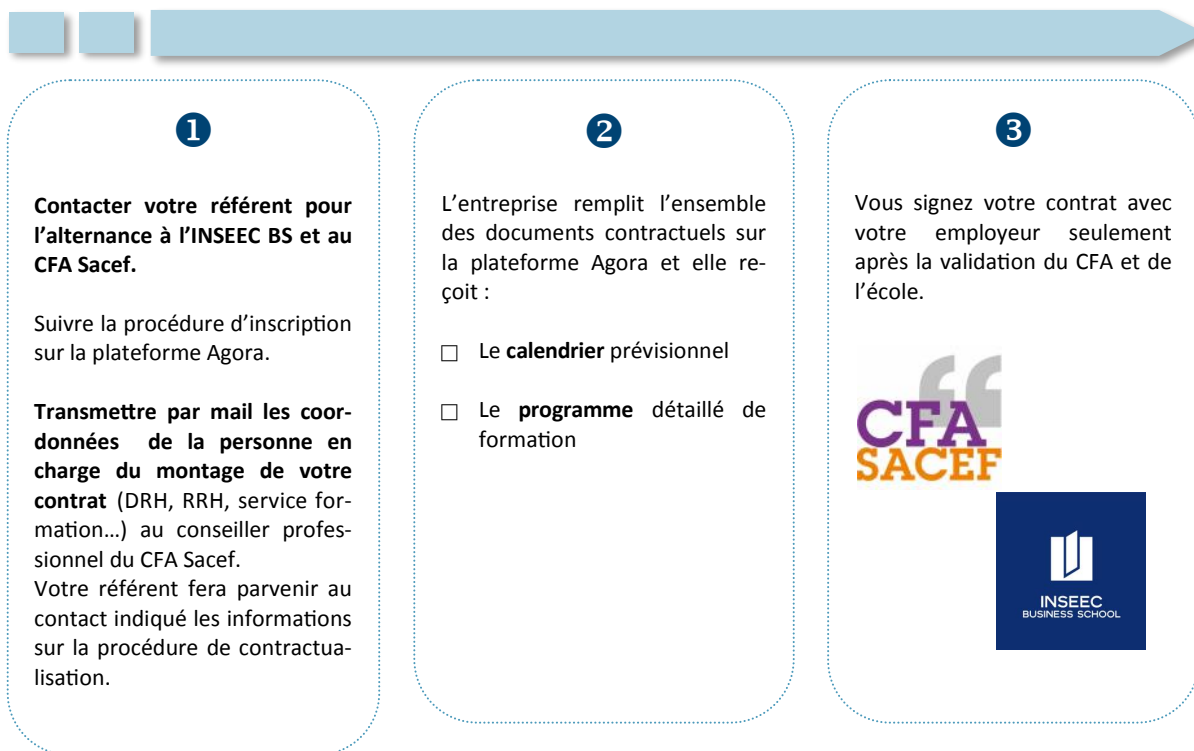 1
Contacter votre référent pour
l’alternance à l’INSEEC BS et au
CFA Sacef.
Suivre la procédure d’inscription
sur la plateforme Agora.
Transmettre par mail les coor-
données de la personne en
charge du montage de votre
contrat (DRH, RRH, service for-
mation…) au conseiller profes-
sionnel du CFA Sacef.
Votre référent fera parvenir au
contact indiqué les informations
sur la procédure de contractua-
lisation.
2
L’entreprise remplit l’ensemble
des documents contractuels sur
la plateforme Agora et elle re-
çoit :
□ Le calendrier prévisionnel
□ Le programme détaillé de
formation
3
Vous signez votre contrat avec
votre employeur seulement
après la validation du CFA et de
l’école.
CFA
SACEF
INSEEC
BUSINESS SCHOOL